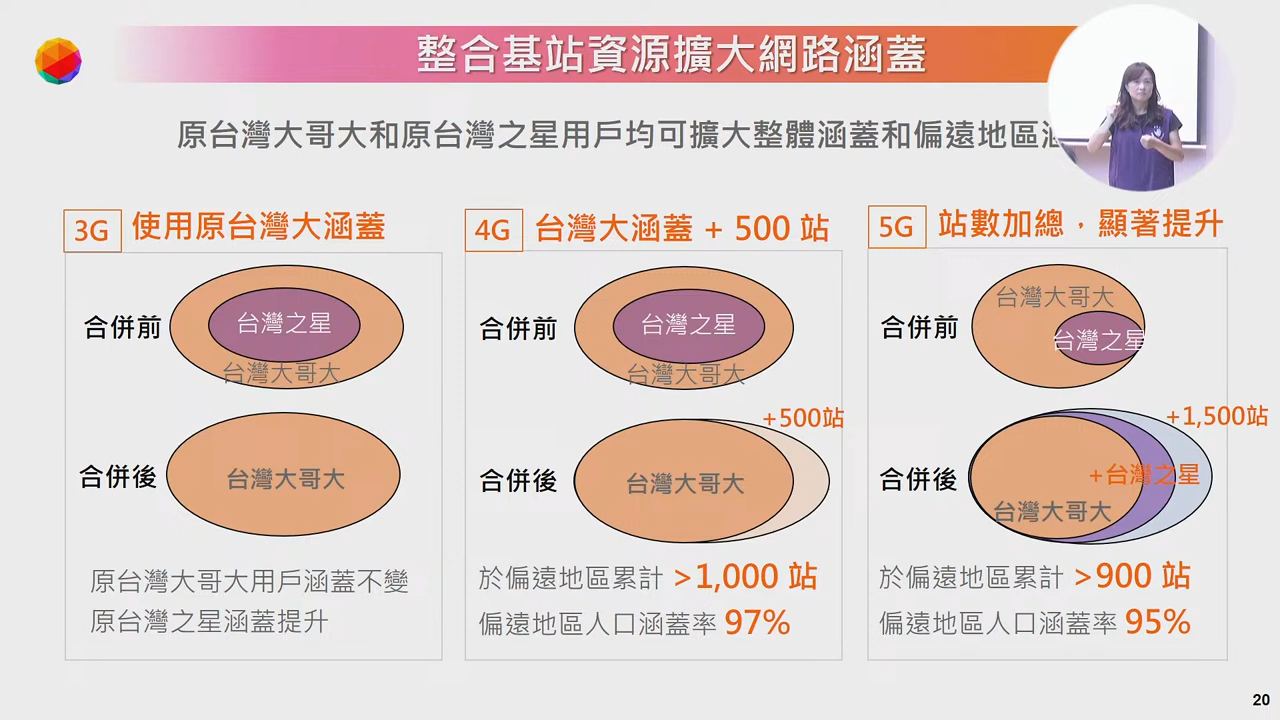 整合基站資源擴大網路涵蓋
原台灣大哥大和原台灣之星用戶均可擴大整體涵蓋和偏遠地區
3G 使用原台灣大涵蓋
合併前
台灣之星
台灣大哥大
合併後
台灣大哥大
原台灣大哥大用戶涵蓋不變
原台灣之星涵蓋提升
4G 台灣大涵蓋 + 500 站
合併前
台灣之星
台灣大哥大
+500站
合併後
台灣大哥大
於偏遠地區累計 >1,000 站
偏遠地區人口涵蓋率 97%
5G 站數加總，顯著提升
合併前
台灣大哥大
台灣之星
+1,500站
合併後
+台灣之星
台灣大哥大
於偏遠地區累計 >900 站
偏遠地區人口涵蓋率 95%
20